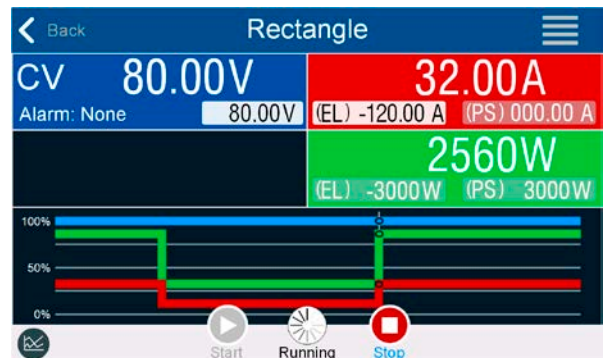 Back
Rectangle
CV 80.00V
32.00A
Alarm: None
80.00V
(EL) -120.00 A
(PS) 000.00 A
2560W
(EL) -3000W
(PS) 3000W
100%
50%
0%
Start
Running
Stop